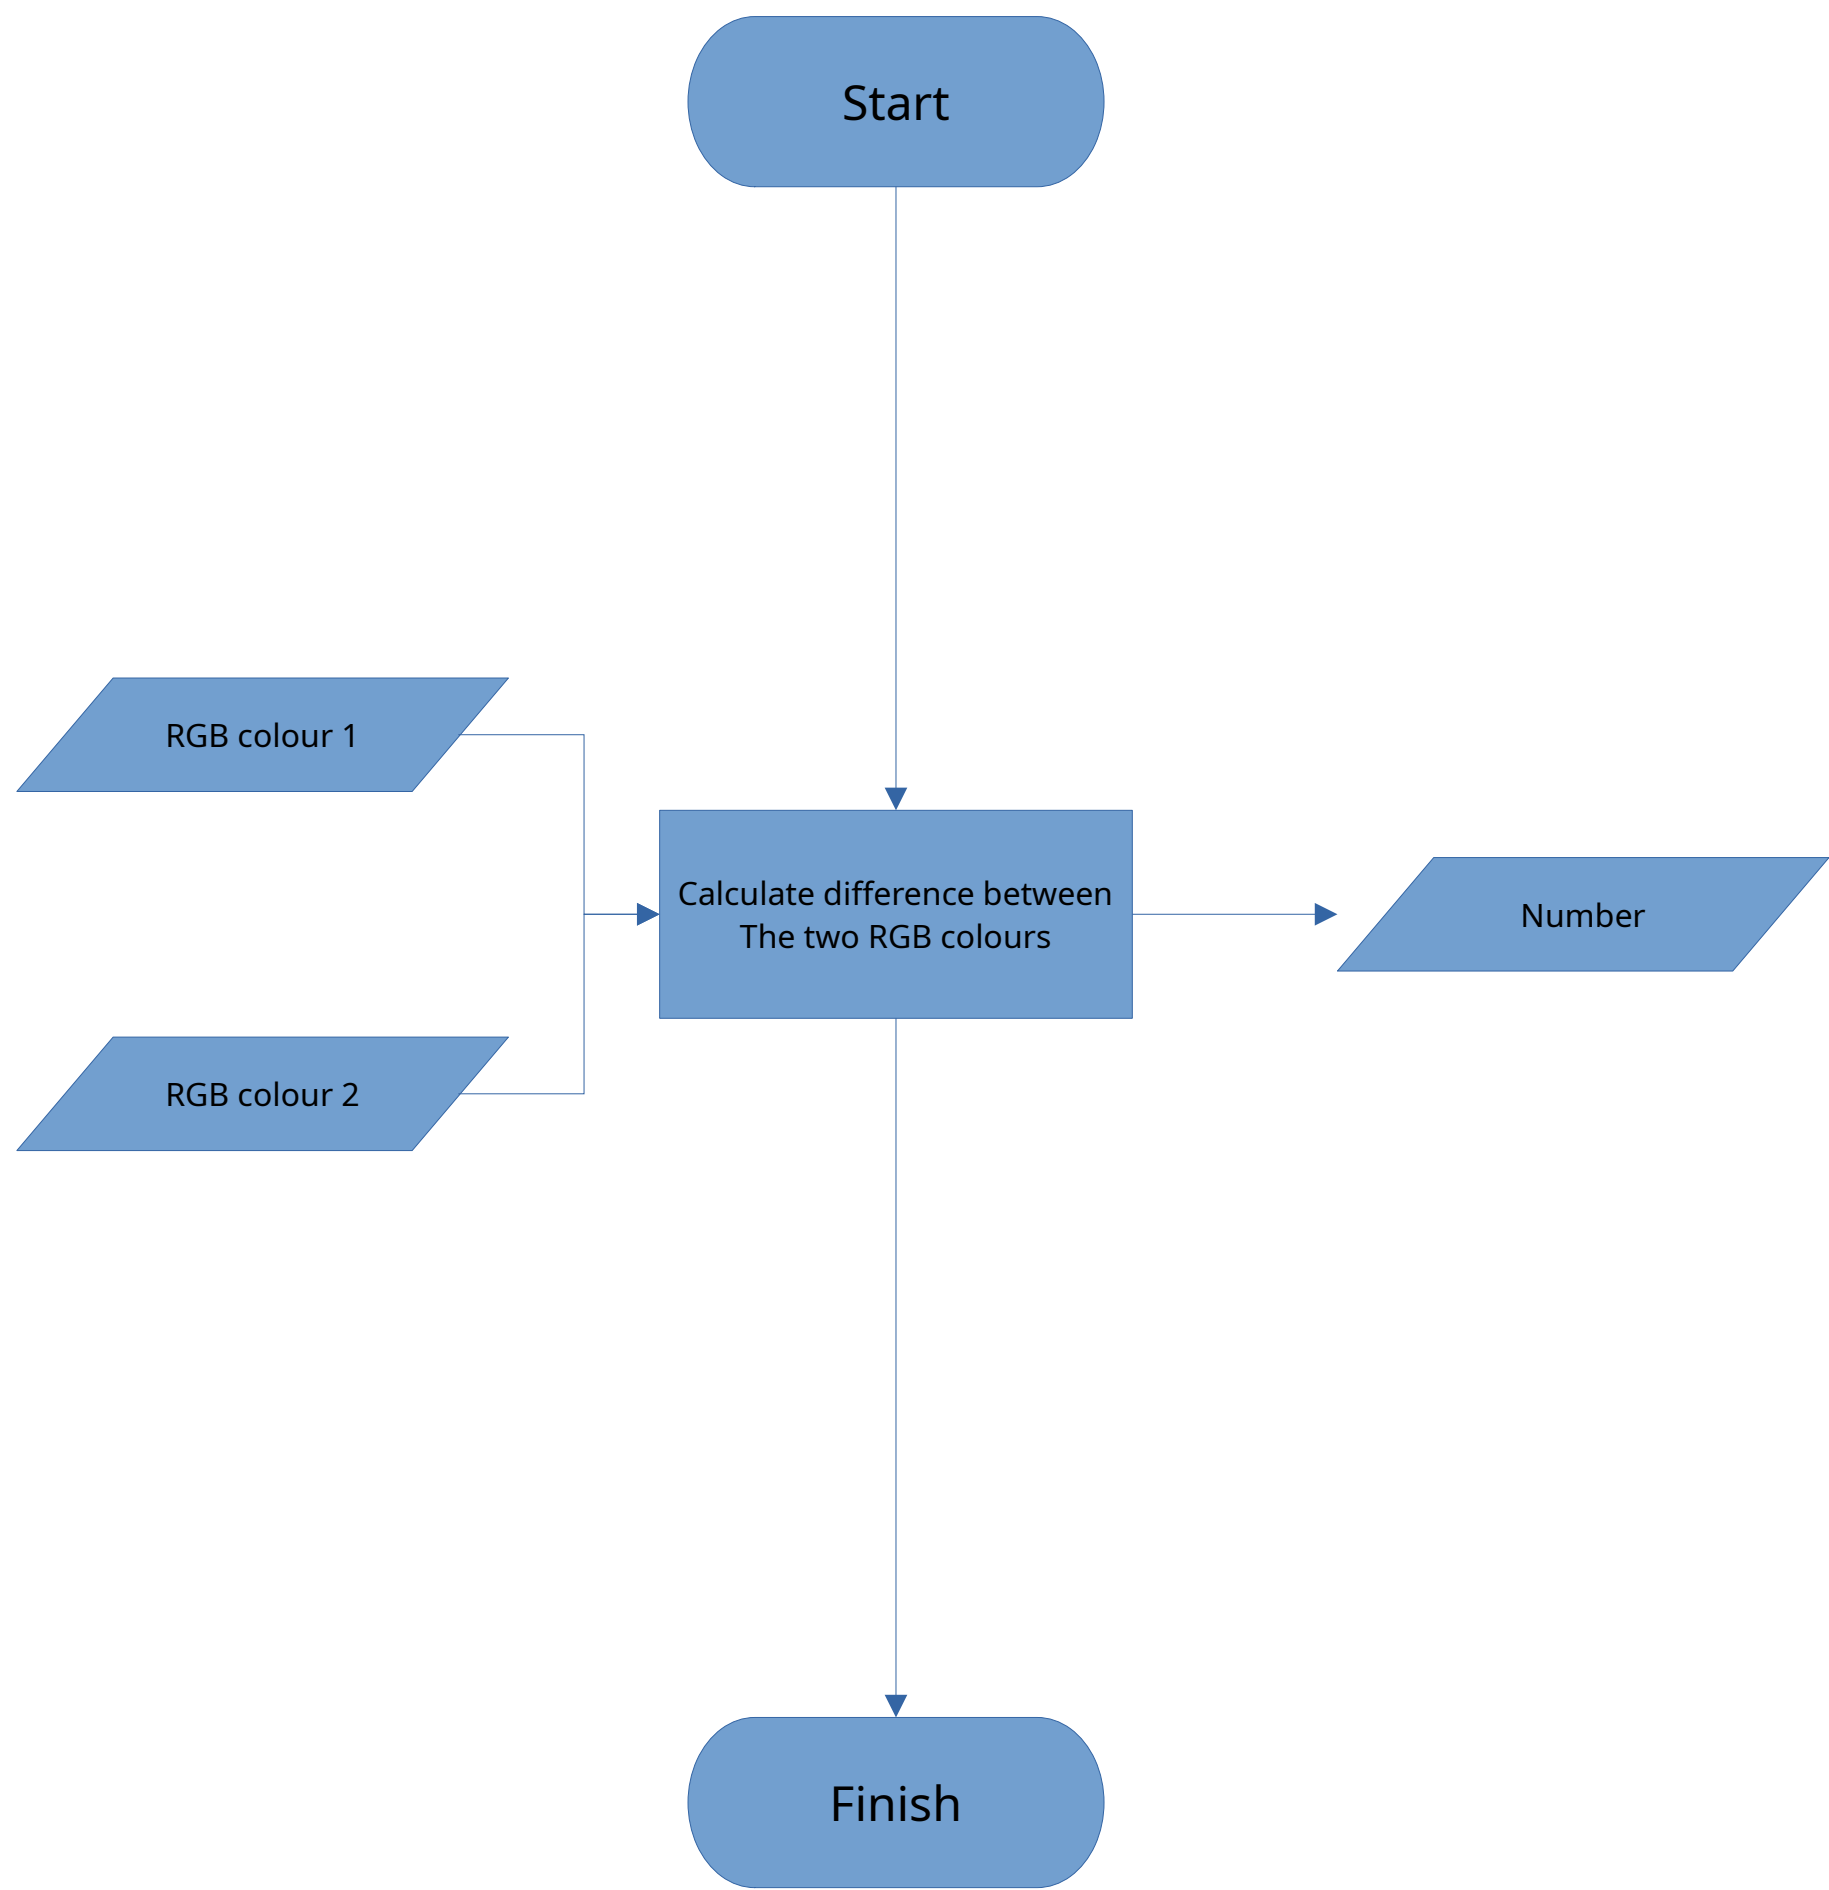 Start
RGB colour 1
Calculate difference between
The two RGB colours
Number
RGB colour 2
Finish